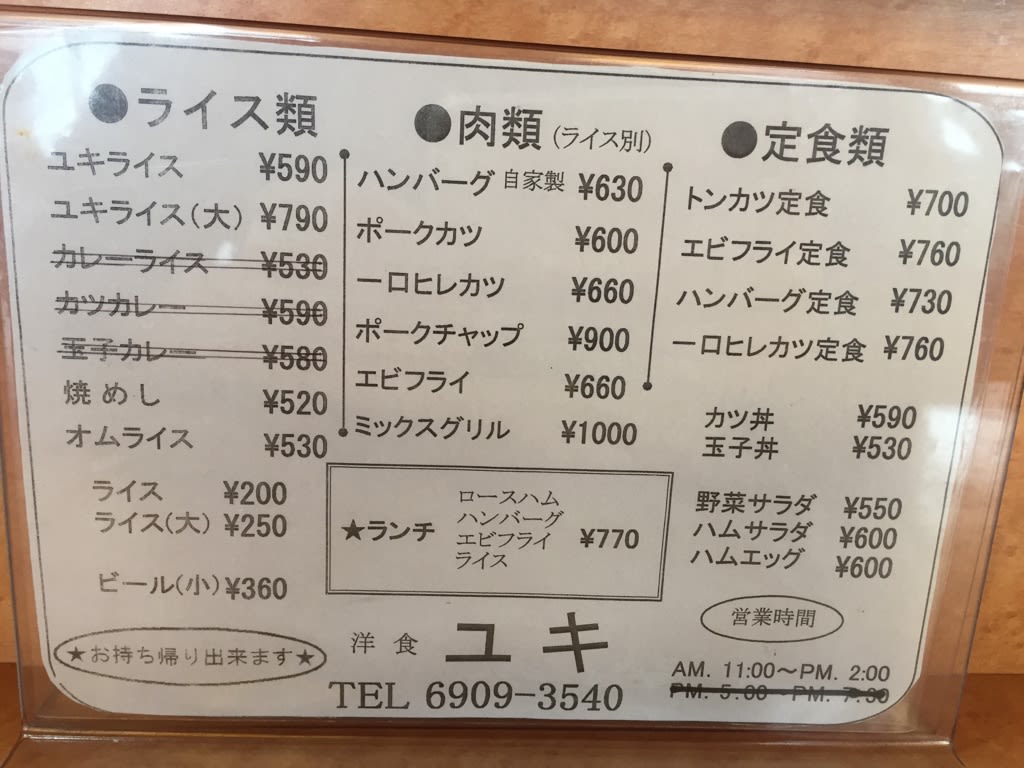 ●ライス類
ユキライス ¥590
ユキライス(大) ¥790
カレーライス ¥530
カツカレー ¥590
玉子カレー ¥580
焼めし ¥520
オムライス ¥530
ライス ¥200
ライス(大) ¥250
ビール(小) ¥360
★お持ち帰り出来ます★
●肉類(ライス別)
ハンバーグ 自家製 ¥630
ポークカツ ¥600
一口ヒレカツ ¥660
ポークチャップ ¥900
エビフライ ¥660
ミックスグリル ¥1000
★ランチ
ロースハム
ハンバーグ
エビフライ
ライス
¥770
洋食 ユキ
TEL 6909-3540
●定食類
トンカツ定食 ¥700
エビフライ定食 ¥760
ハンバーグ定食 ¥730
一口ヒレカツ定食 ¥760
カツ丼 ¥590
玉子丼 ¥530
野菜サラダ ¥550
ハムサラダ ¥600
ハムエッグ ¥600
営業時間
AM. 11:00〜PM. 2:00
PM. 5:00〜PM. 7:30